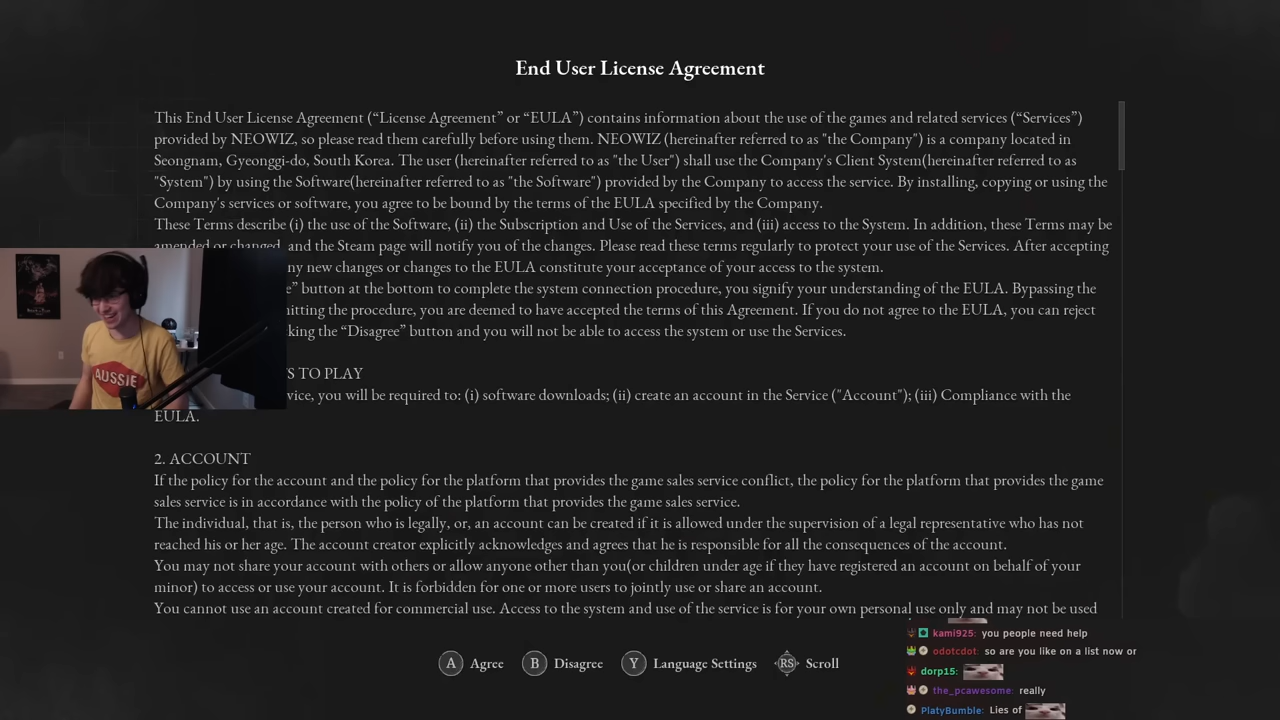 End User License Agreement
This End User License Agreement (“License Agreement” or “EULA”) contains information about the use of the games and related services (“Services”)
provided by NEOWIZ, so please read them carefully before using them. NEOWIZ (hereinafter referred to as "the Company") is a company located in
Seongnam, Gyeonggi-do, South Korea. The user (hereinafter referred to as "the User") shall use the Company's Client System(hereinafter referred to as
"System") by using the Software(hereinafter referred to as "the Software") provided by the Company to access the service. By installing, copying or using the
Company's services or software, you agree to be bound by the terms of the EULA specified by the Company.
These Terms describe (i) the use of the Software, (ii) the Subscription and Use of the Services, and (iii) access to the System. In addition, these Terms may be
amended or changed, and the Steam page will notify you of the changes. Please read these terms regularly to protect your use of the Services. After accepting
ny new changes or changes to the EULA constitute your acceptance of your access to the system.
e” button at the bottom to complete the system connection procedure, you signify your understanding of the EULA. Bypassing the
itting the procedure, you are deemed to have accepted the terms of this Agreement. If you do not agree to the EULA, you can reject
king the “Disagree” button and you will not be able to access the system or use the Services.
S TO PLAY
vice, you will be required to: (i) software downloads; (ii) create an account in the Service ("Account"); (iii) Compliance with the
EULA.
AUSSIE
2. ACCOUNT
If the policy for the account and the policy for the platform that provides the game sales service conflict, the policy for the platform that provides the game
sales service is in accordance with the policy of the platform that provides the game sales service.
The individual, that is, the person who is legally, or, an account can be created if it is allowed under the supervision of a legal representative who has not
reached his or her age. The account creator explicitly acknowledges and agrees that he is responsible for all the consequences of the account.
You may not share your account with others or allow anyone other than you(or children under age if they have registered an account on behalf of your
minor) to access or use your account. It is forbidden for one or more users to jointly use or share an account.
You cannot use an account created for commercial use. Access to the system and use of the service is for your own personal use only and may not be used
A Agree B Disagree Y Language Settings RS Scroll
kami925: you people need help
odotcdot: so are you like on a list now or
dorp15:
the_pcawesome: really
PlatyBumble: Lies of